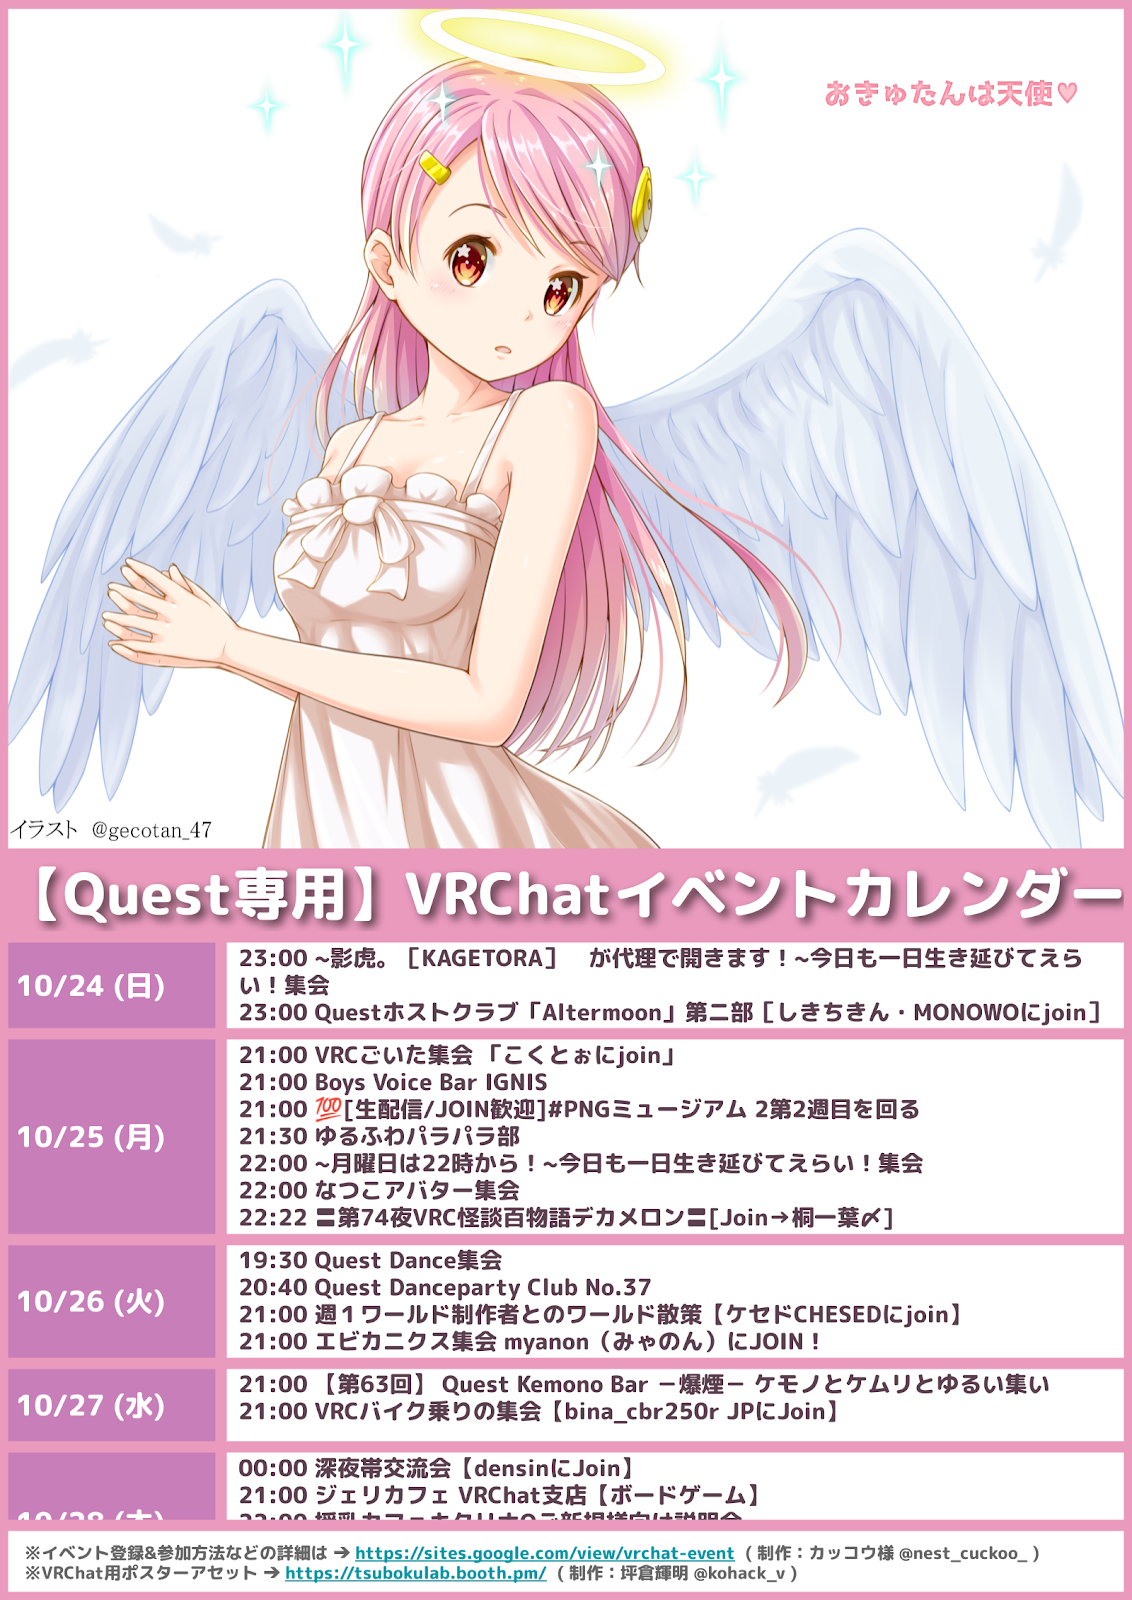 おきゅたんは天使♥
イラスト @gecotan_47
【Quest専用】VRChatイベントカレンダー
10/24 (日)
23:00 ~影虎。［KAGETORA］　が代理で開きます！~今日も一日生き延びてえら
い！集会
23:00 Questホストクラブ「Altermoon」第二部［しきちきん・MONOWOにjoin］
10/25 (月)
21:00 VRCごいた集会 「こくとぉにjoin」
21:00 Boys Voice Bar IGNIS
21:00 💯[生配信/JOIN歓迎]#PNGミュージアム 2第2週目を回る
21:30 ゆるふわパラパラ部
22:00 ~月曜日は22時から！~今日も一日生き延びてえらい！集会
22:00 なつこアバター集会
22:22 〓第74夜VRC怪談百物語デカメロン〓[Join→桐一葉〆]
10/26 (火)
19:30 Quest Dance集会
20:40 Quest Danceparty Club No.37
21:00 週１ワールド制作者とのワールド散策【ケセドCHESEDにjoin】
21:00 エビカニクス集会 myanon（みゃのん）にJOIN！
10/27 (水)
21:00 【第63回】 Quest Kemono Bar －爆煙－ ケモノとケムリとゆるい集い
21:00 VRCバイク乗りの集会【bina_cbr250r JPにJoin】
10/28 (木)
00:00 深夜帯交流会【densinにJoin】
21:00 ジェリカフェ VRChat支店【ボードゲーム】
※イベント登録&参加方法などの詳細は → https://sites.google.com/view/vrchat-event ( 制作：カッコウ様 @nest_cuckoo_ )
※VRChat用ポスターアセット → https://tsubokulab.booth.pm/ ( 制作：坪倉輝明 @kohack_v )